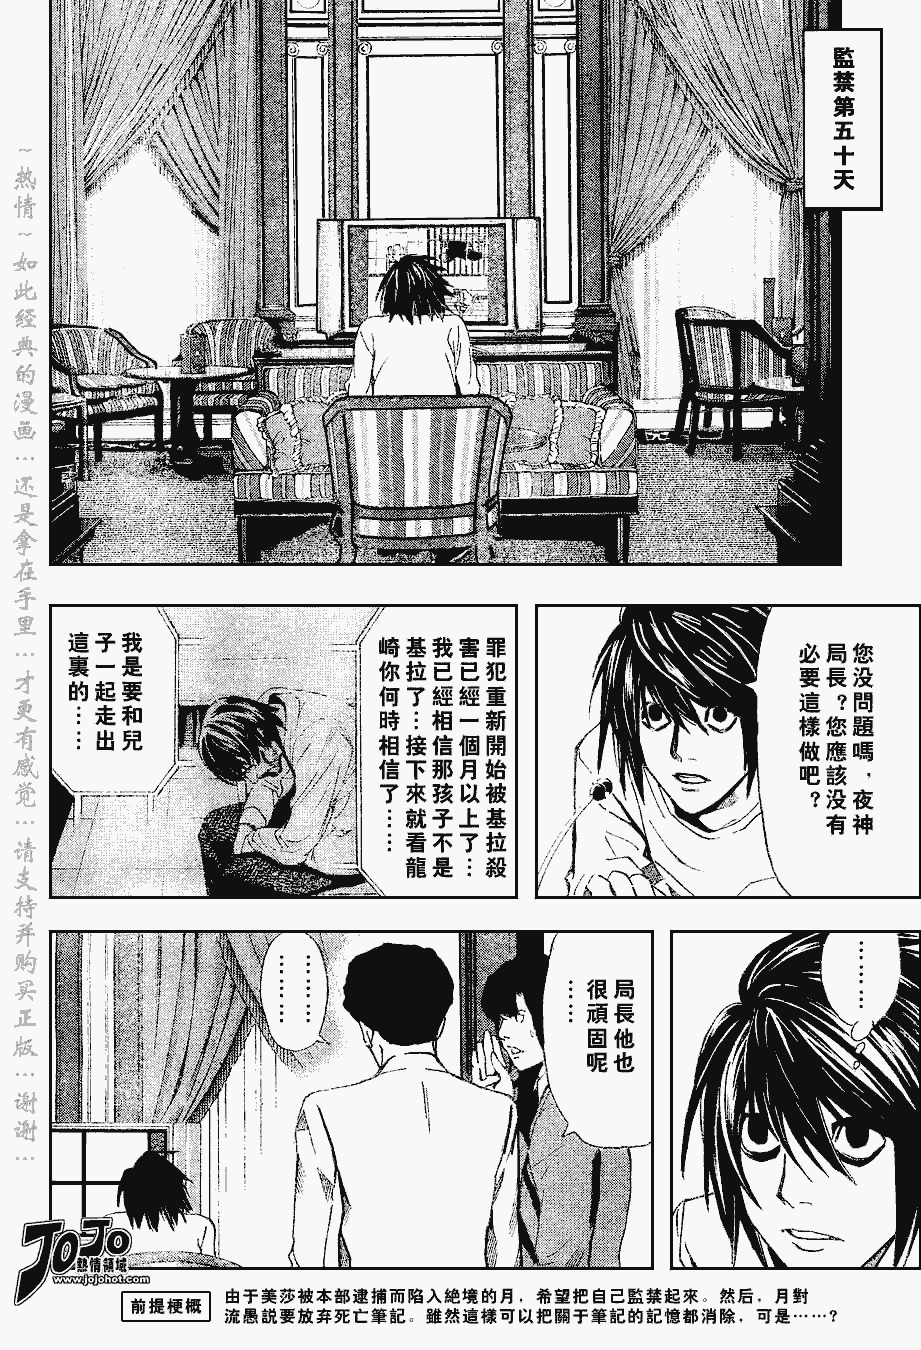 監禁第五十天
您没問題嗎，夜神
局長？您應該没有
必要這樣做吧？
罪犯重新開始被基拉殺
害已經一個月以上了…
我已經相信那孩子不是
基拉了…接下來就看龍
崎你何時相信了……
我是要和兒
子一起走出
這裏的……
………
局長他也
很頑固呢
……
……
……
～热情～如此经典的漫画…还是拿在手里…才更有感觉…请支持并购买正版…谢谢…
JOJO
熱情領域
www.jojohot.com
前提梗概
由于美莎被本部逮捕而陷入絶境的月，希望把自己監禁起來。然后，月對
流愚説要放弃死亡筆記。雖然這樣可以把關于筆記的記憶都消除，可是……？